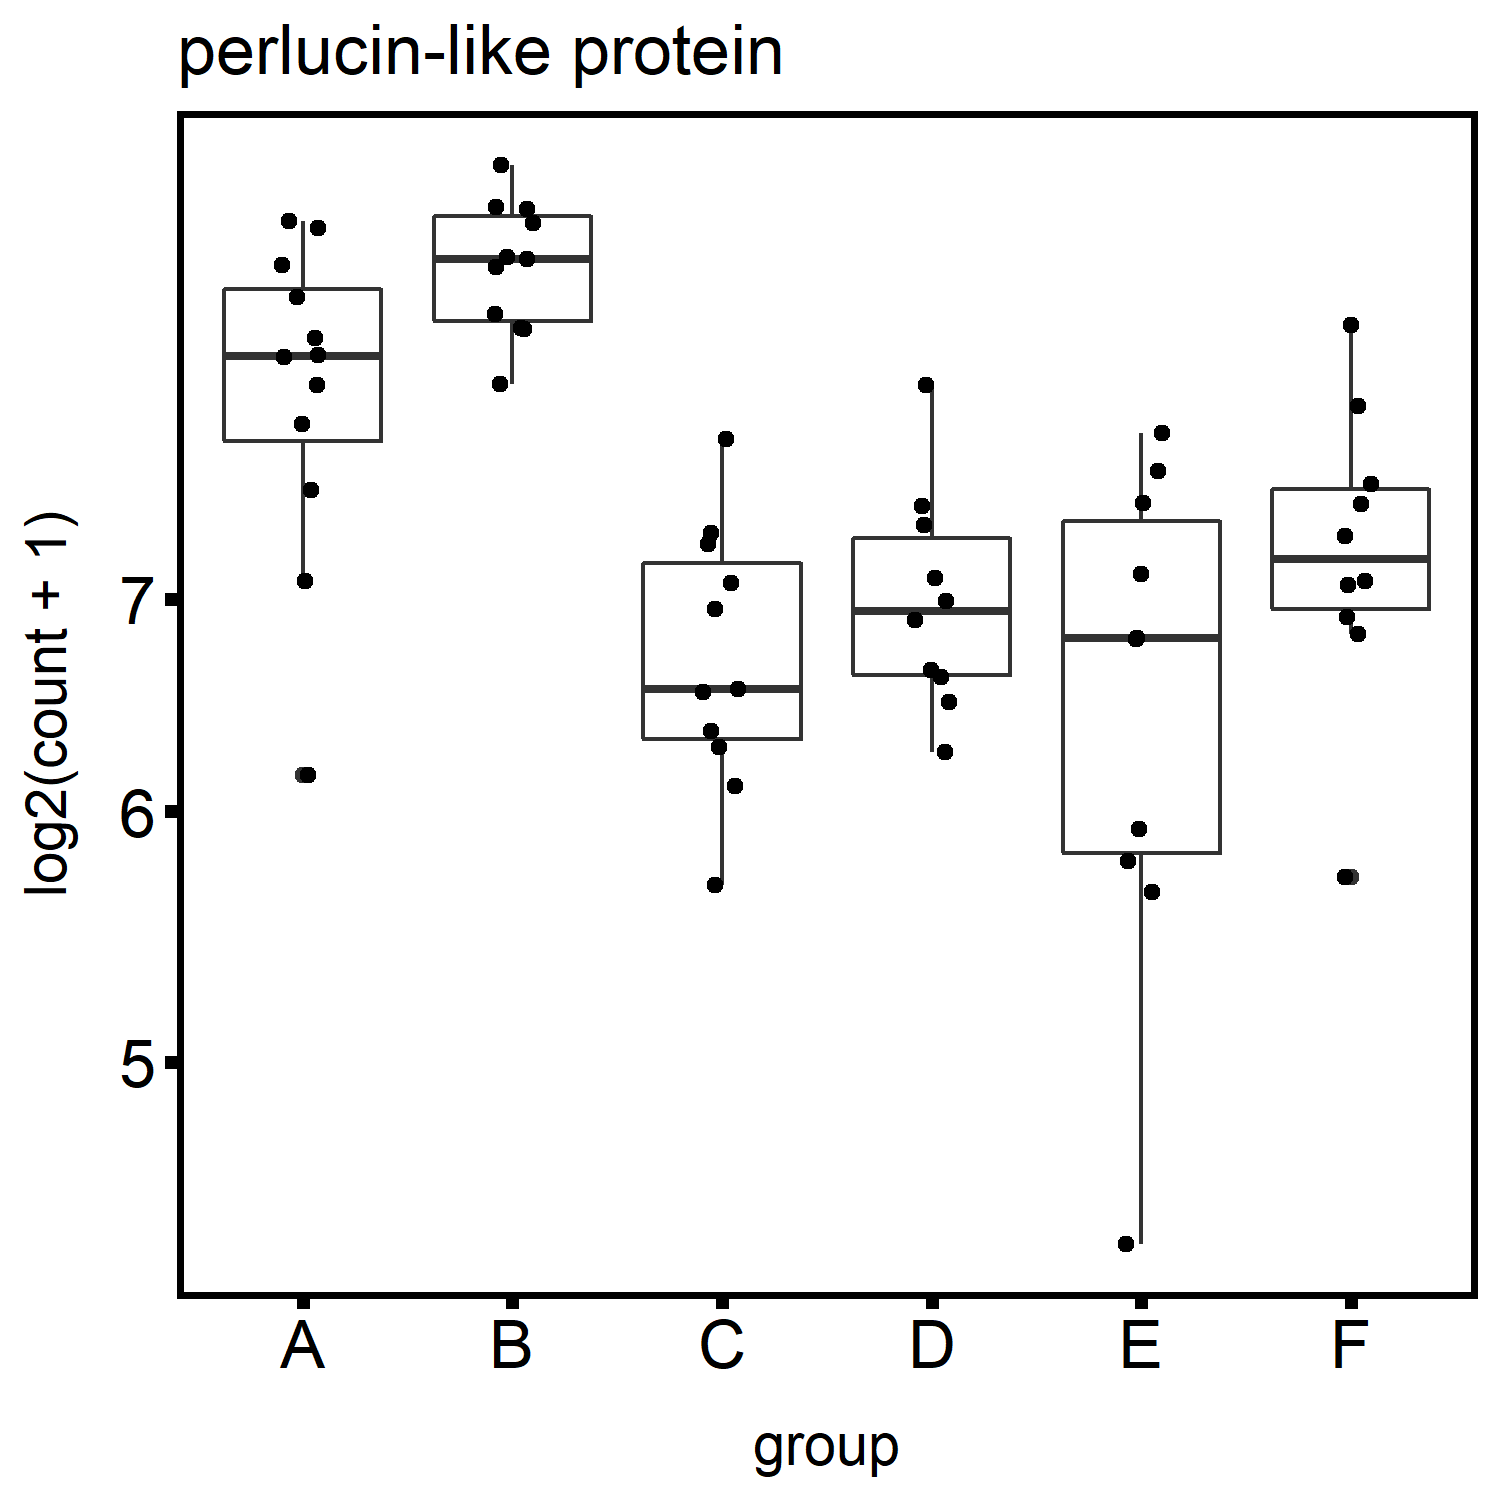 perlucin-like protein
log2(count + 1)
7
6
5
A B C D E F
group